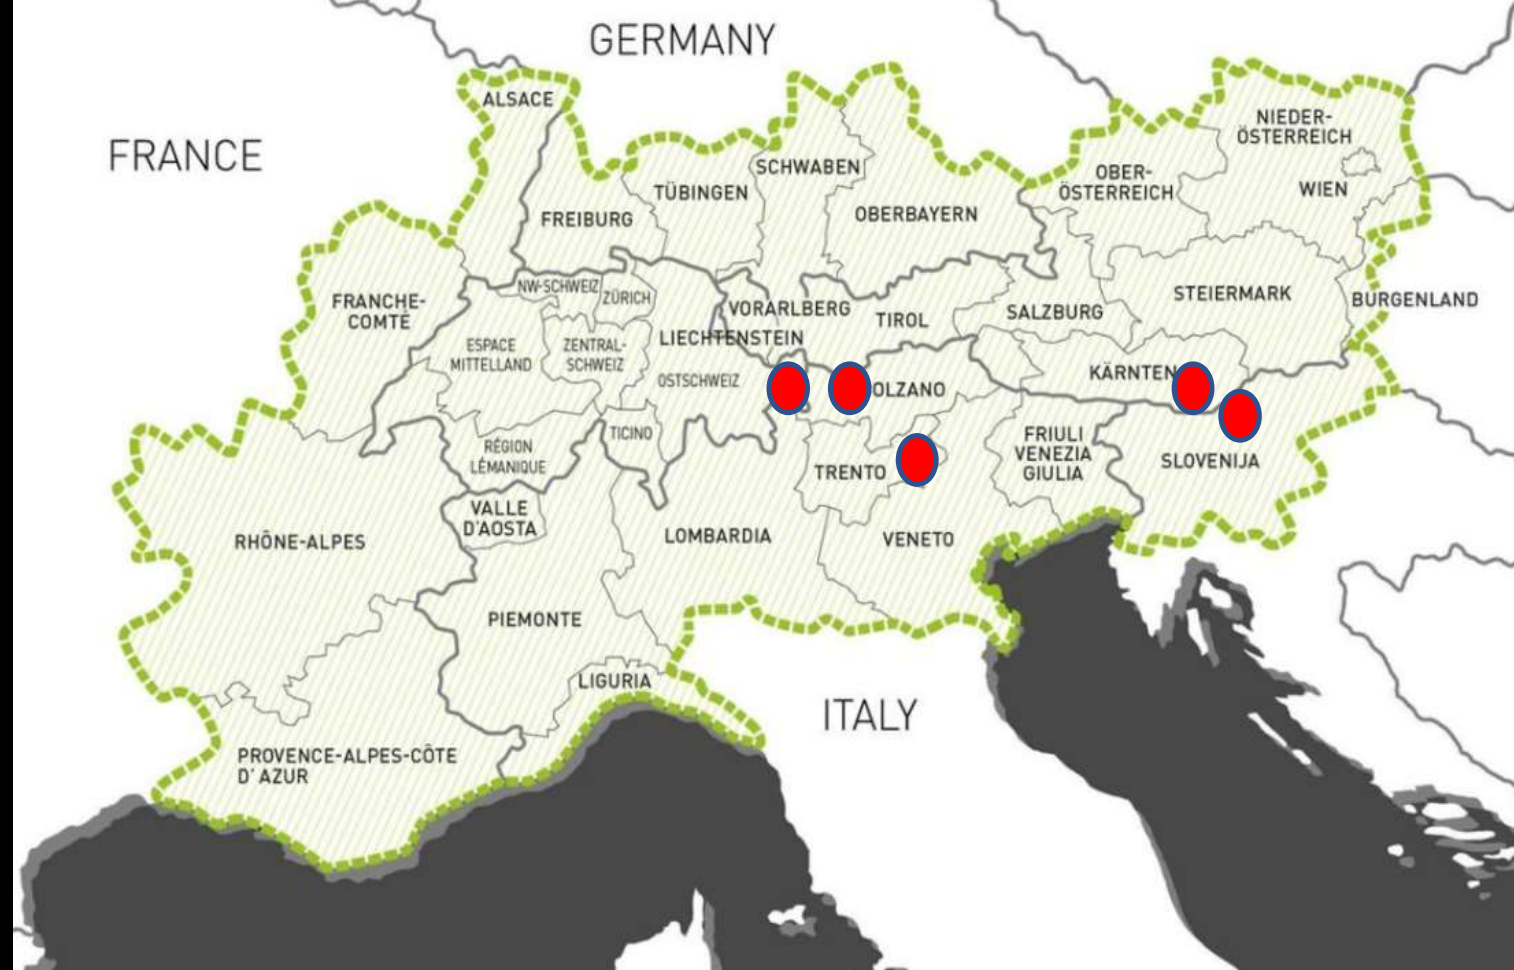 GERMANY
FRANCE
ALSACE
NIEDER-
ÖSTERREICH
SCHWABEN
OBER-
ÖSTERREICH
TÜBINGEN
WIEN
FREIBURG
OBERBAYERN
NW-SCHWEIZ
ZÜRICH
FRANCHE-
COMTÉ
VORARLBERG
TIROL
SALZBURG
STEIERMARK
BURGENLAND
LIECHTENSTEIN
ESPACE
MITTELLAND
ZENTRAL-
SCHWEIZ
OSTSCHWEIZ
OLZANO
KÄRNTEN
TICINO
FRIULI
VENEZIA
GIULIA
RÉGION
LÉMANIQUE
TRENTO
SLOVENIJA
VALLE
D'AOSTA
RHÔNE-ALPES
LOMBARDIA
VENETO
PIEMONTE
LIGURIA
ITALY
PROVENCE-ALPES-CÔTE
D' AZUR